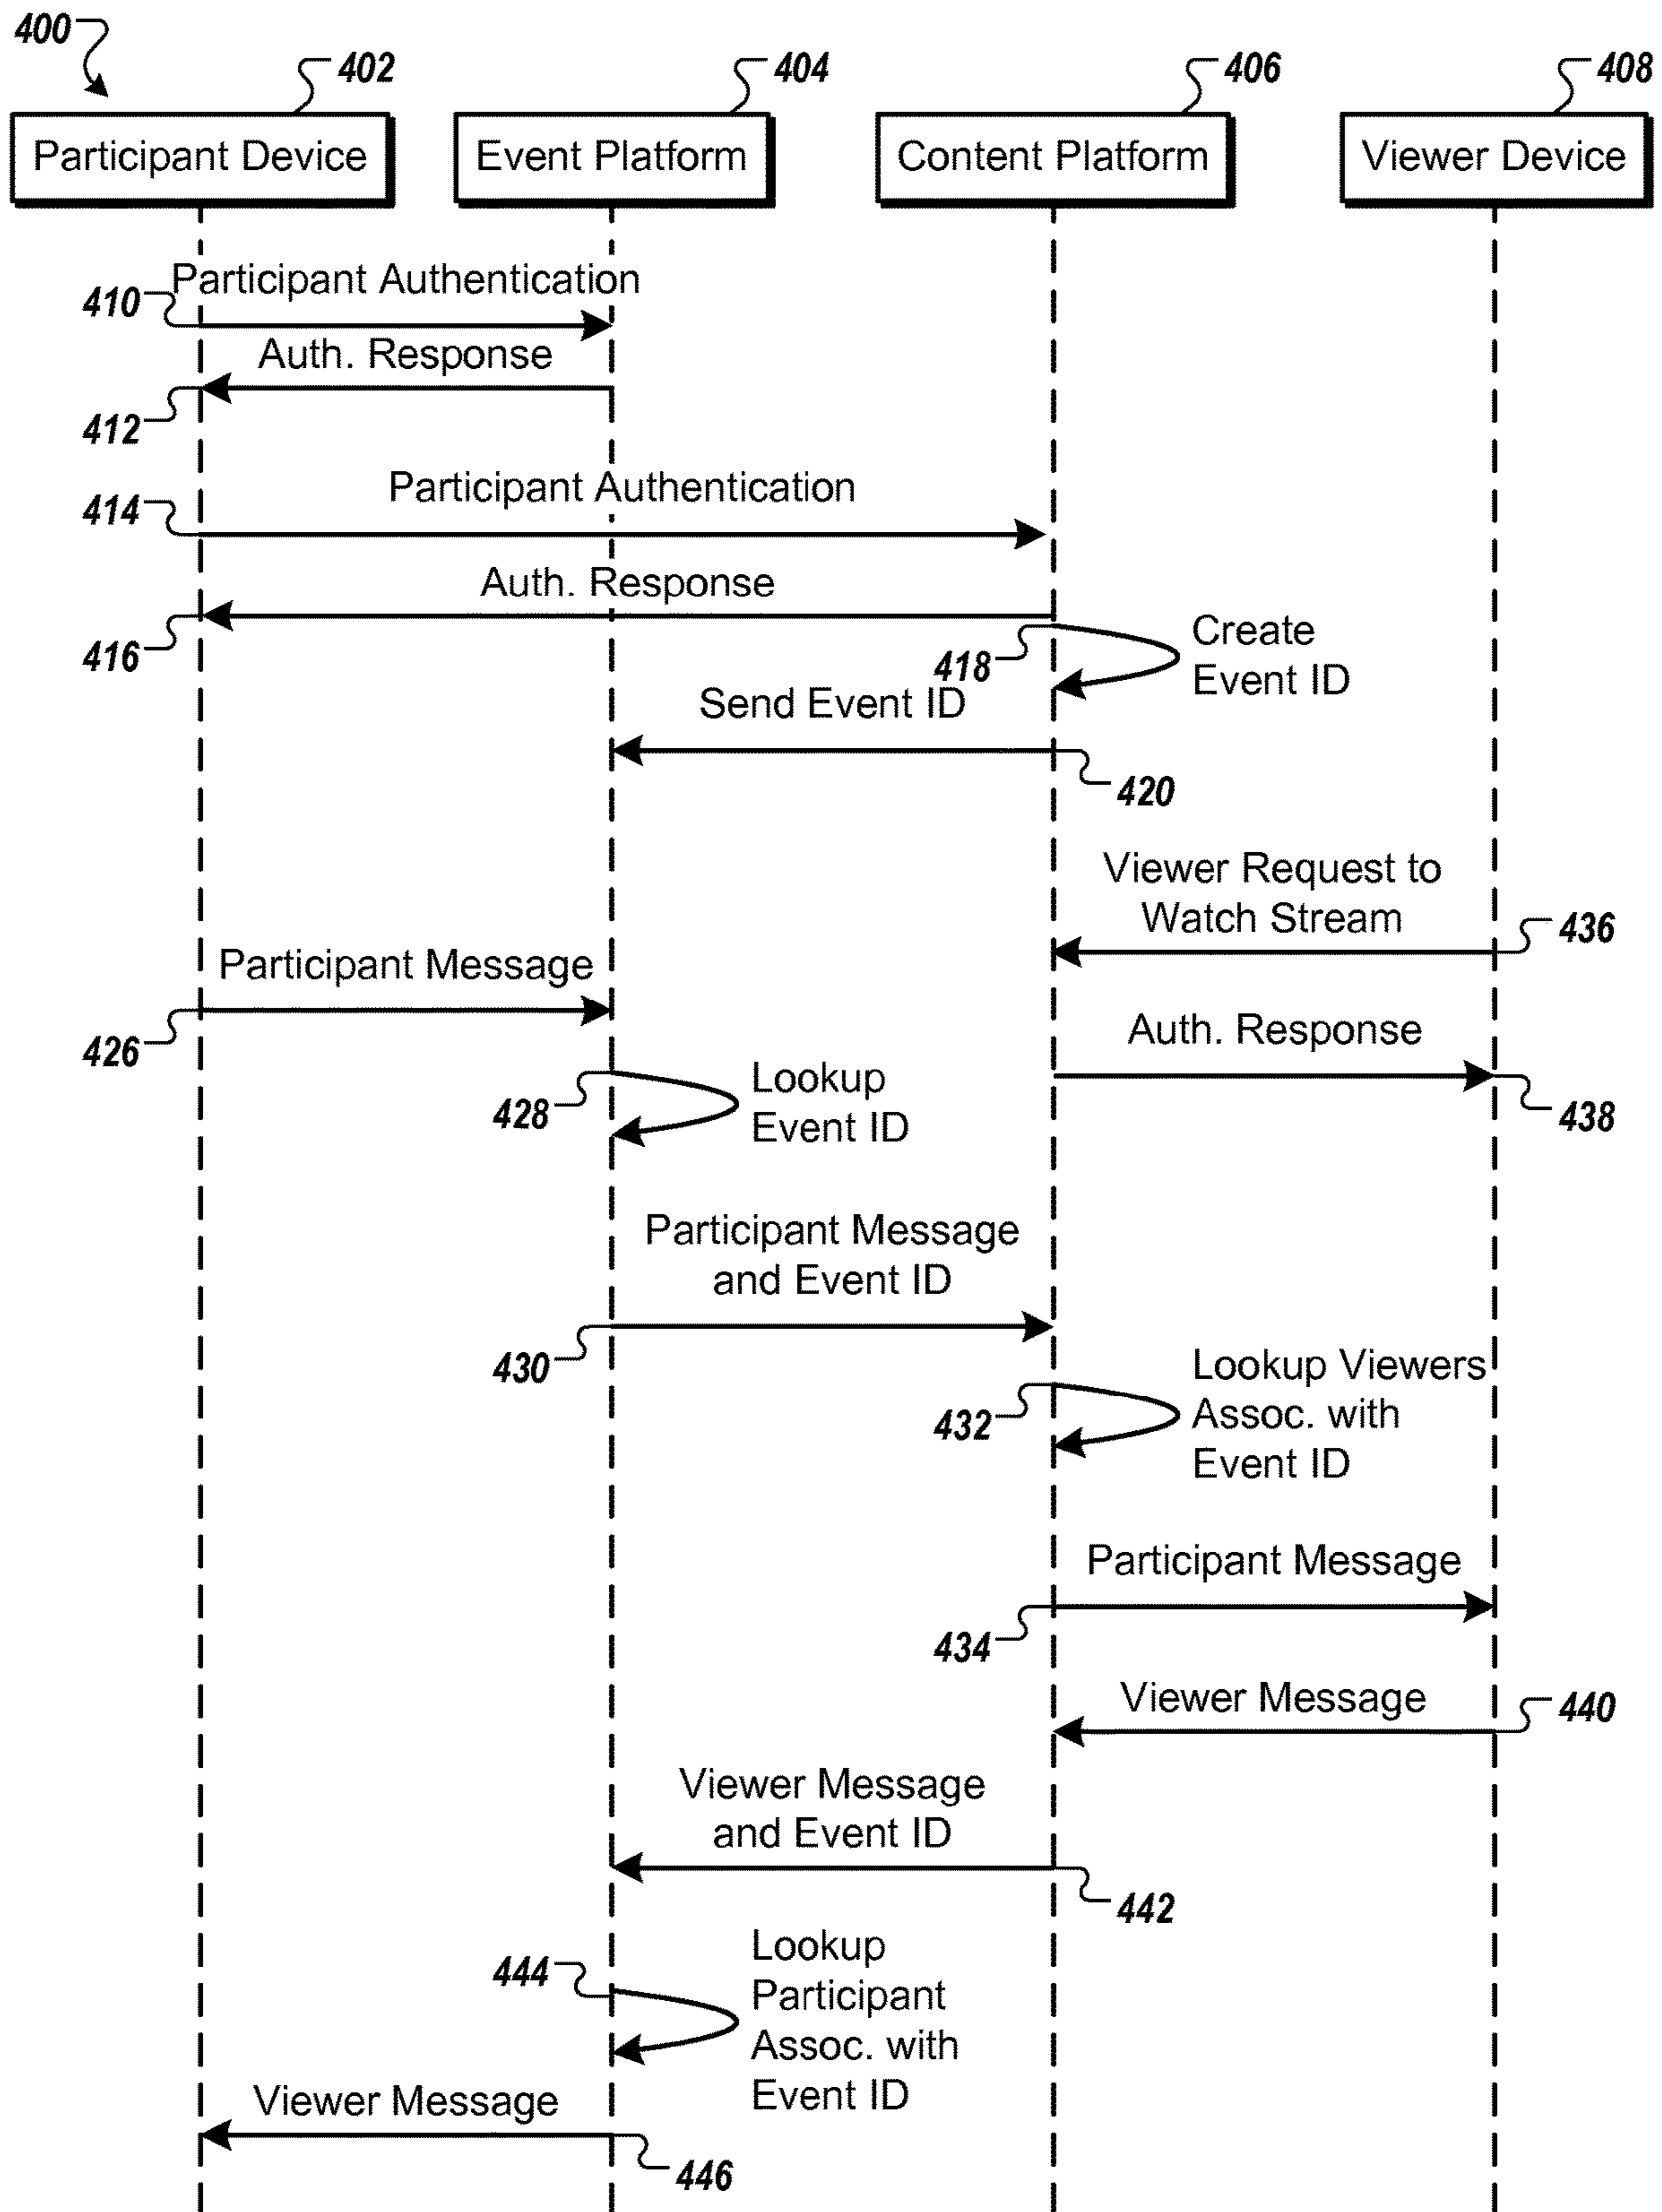 400
402
404
406
408
Participant Device
Event Platform
Content Platform
Viewer Device
Participant Authentication
410
Auth. Response
412
Participant Authentication
414
Auth. Response
416
418
Create
Event ID
Send Event ID
420
Viewer Request to
Watch Stream
436
Participant Message
426
Auth. Response
438
428
Lookup
Event ID
Participant Message
and Event ID
430
Lookup Viewers
Assoc. with
Event ID
432
Participant Message
434
Viewer Message
440
Viewer Message
and Event ID
442
444
Lookup
Participant
Assoc. with
Event ID
Viewer Message
446